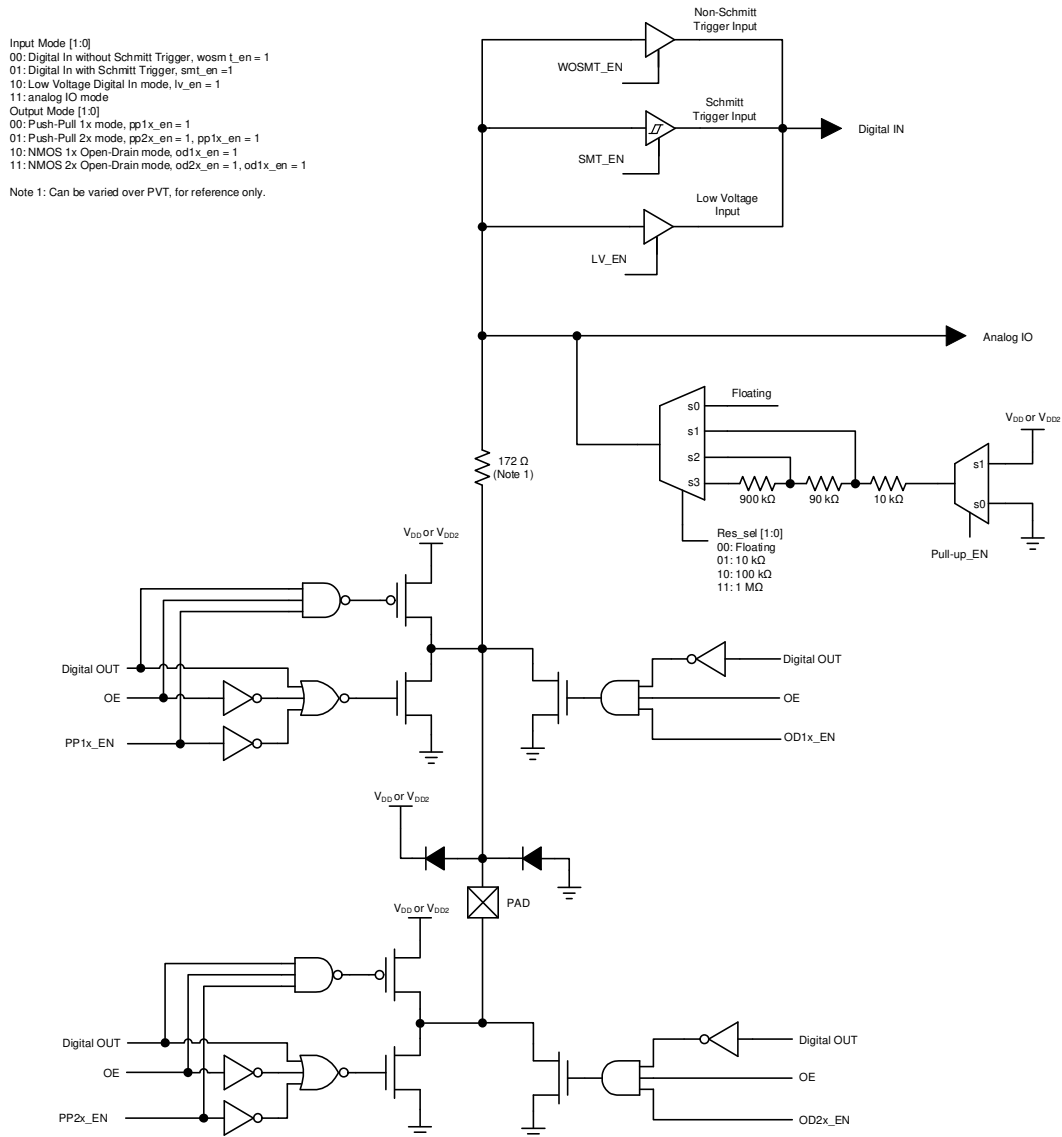 Input Mode [1:0]
00: Digital In without Schmitt Trigger, wosm t_en = 1
01: Digital In with Schmitt Trigger, smt_en =1
10: Low Voltage Digital In mode, lv_en = 1
11: analog IO mode
Output Mode [1:0]
00: Push-Pull 1x mode, pp1x_en = 1
01: Push-Pull 2x mode, pp2x_en = 1, pp1x_en = 1
10: NMOS 1x Open-Drain mode, od1x_en = 1
11: NMOS 2x Open-Drain mode, od2x_en = 1, od1x_en = 1
Note 1: Can be varied over PVT, for reference only.
Non-Schmitt
Trigger Input
WOSMT_EN
Schmitt
Trigger Input
Digital IN
SMT_EN
Low Voltage
Input
LV_EN
Analog IO
Floating
s0
s1
s2
s3
900 kΩ
90 kΩ
10 kΩ
VDD or VDD2
s1
s0
Pull-up_EN
172 Ω
(Note 1)
Res_sel [1:0]
00: Floating
01: 10 kΩ
10: 100 kΩ
11: 1 MΩ
VDD or VDD2
Digital OUT
OE
PP1x_EN
Digital OUT
OE
OD1x_EN
VDD or VDD2
PAD
VDD or VDD2
Digital OUT
OE
PP2x_EN
Digital OUT
OE
OD2x_EN